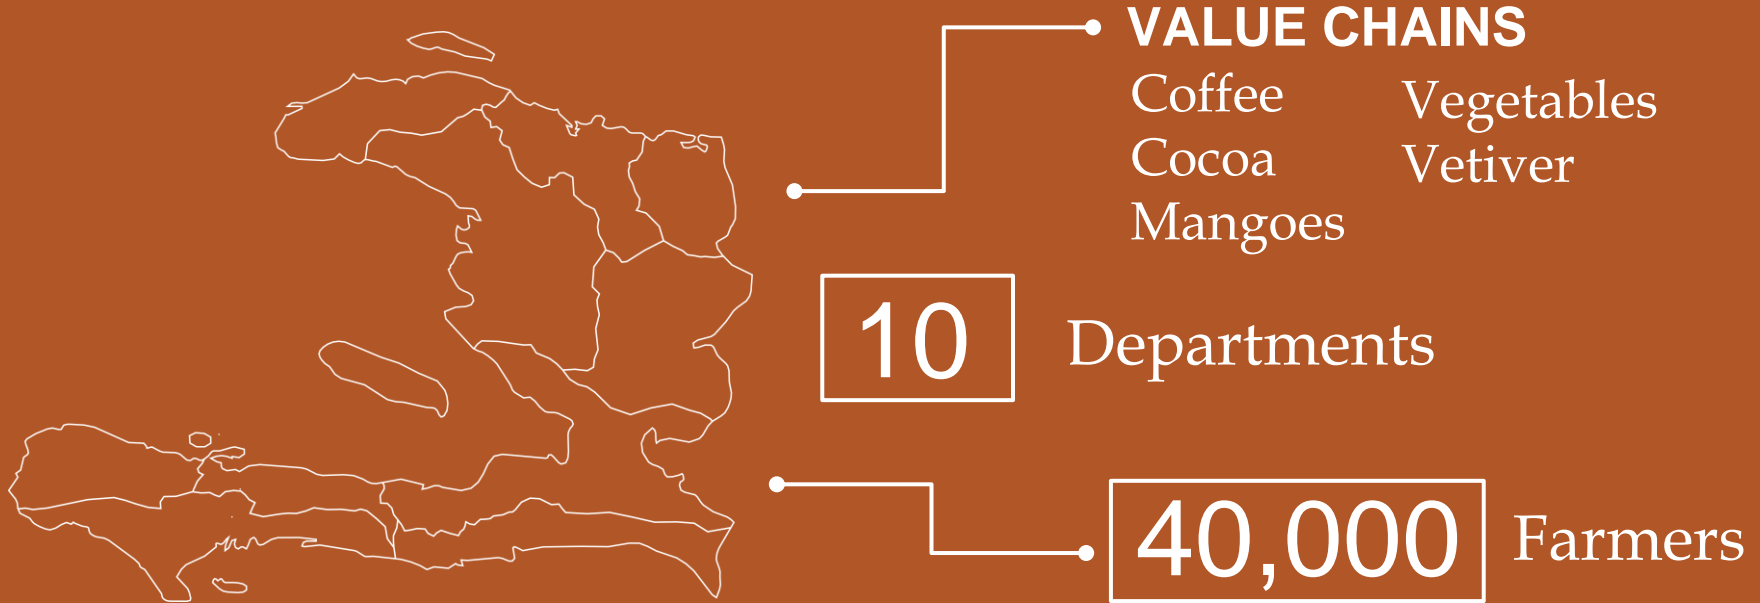 VALUE CHAINS
Coffee
Cocoa
Mangoes
Vegetables
Vetiver
10 Departments
40,000 Farmers